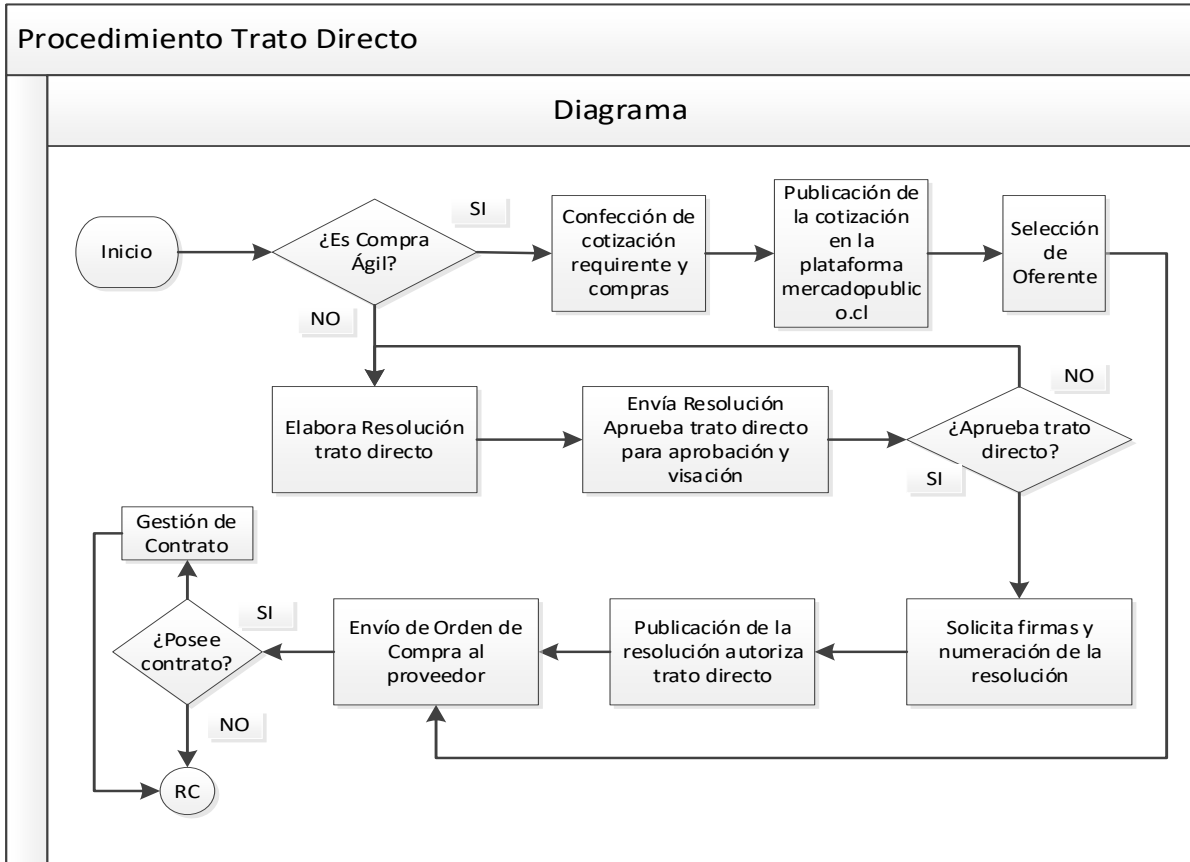 Procedimiento Trato Directo
Diagrama
Inicio
¿Es Compra
Ágil?
SI
Confección de
cotización
requirente y
compras
Publicación de
la cotización
en la
plataforma
mercadopublic
o.cl
Selección
de
Oferente
NO
Elabora Resolución
trato directo
Envía Resolución
Aprueba trato directo
para aprobación y
visación
¿Aprueba trato
directo?
NO
SI
Solicita firmas y
numeración de la
resolución
Publicación de la
resolución autoriza
trato directo
Envío de Orden de
Compra al
proveedor
SI
¿Posee
contrato?
Gestión de
Contrato
NO
RC